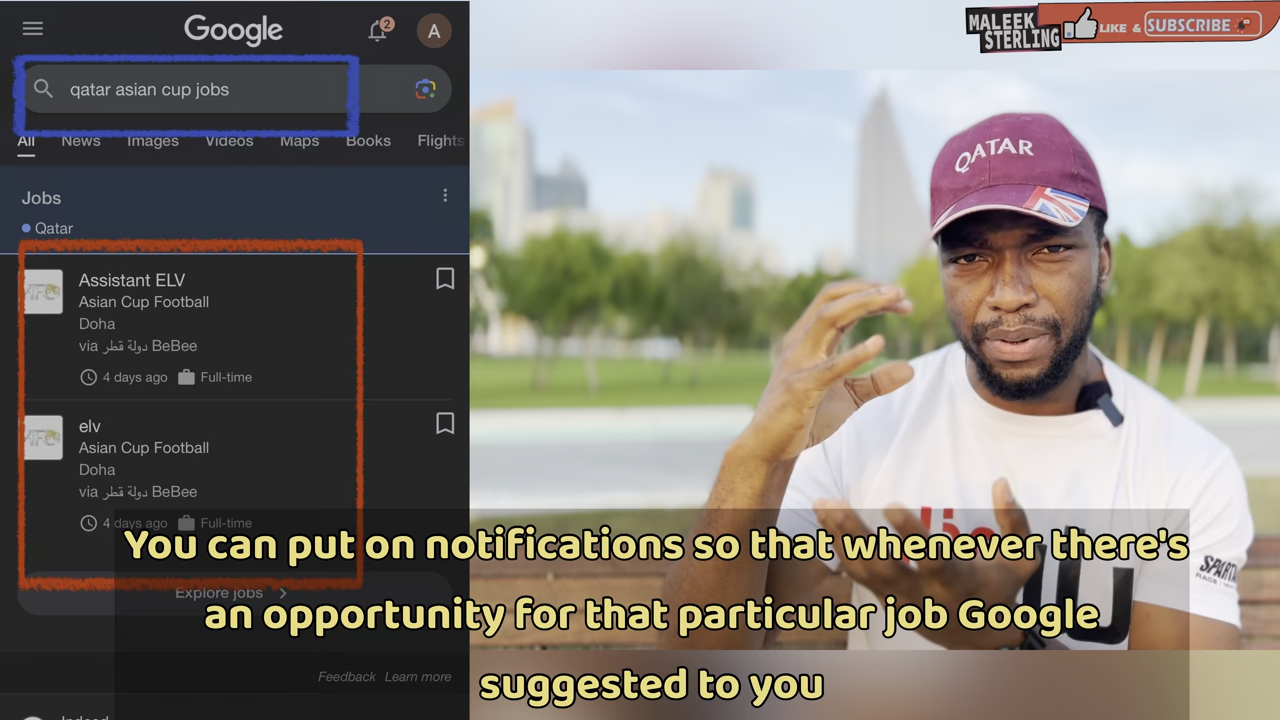 Google
2
A
qatar asian cup jobs
All News Images Videos Maps Books Flights
Jobs
Qatar
Assistant ELV
Asian Cup Football
Doha
via دولة قطر BeBee
4 days ago Full-time
elv
Asian Cup Football
Doha
via دولة قطر BeBee
4 days ago Full-time
Explore jobs
Feedback Learn more
Indeed
MALEEK
STERLING
LIKE & SUBSCRIBE
QATAR
You can put on notifications so that whenever there's
an opportunity for that particular job Google
suggested to you